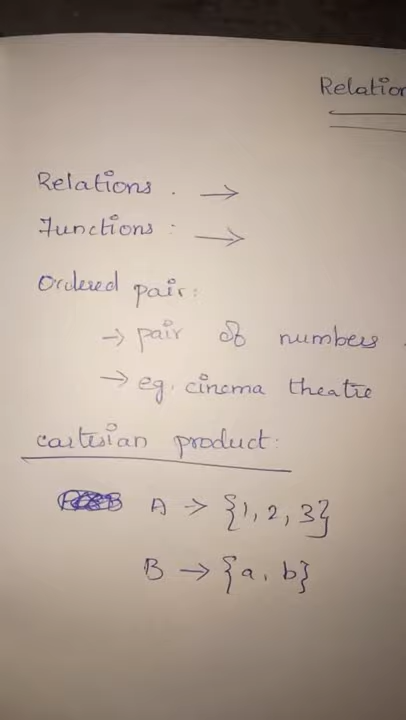 Relation
Relations. →
Functions: →
Ordered pair:
→ pair of numbers
→ eg. cinema theatre
cartesian product:
A → {1, 2, 3}
B → {a, b}